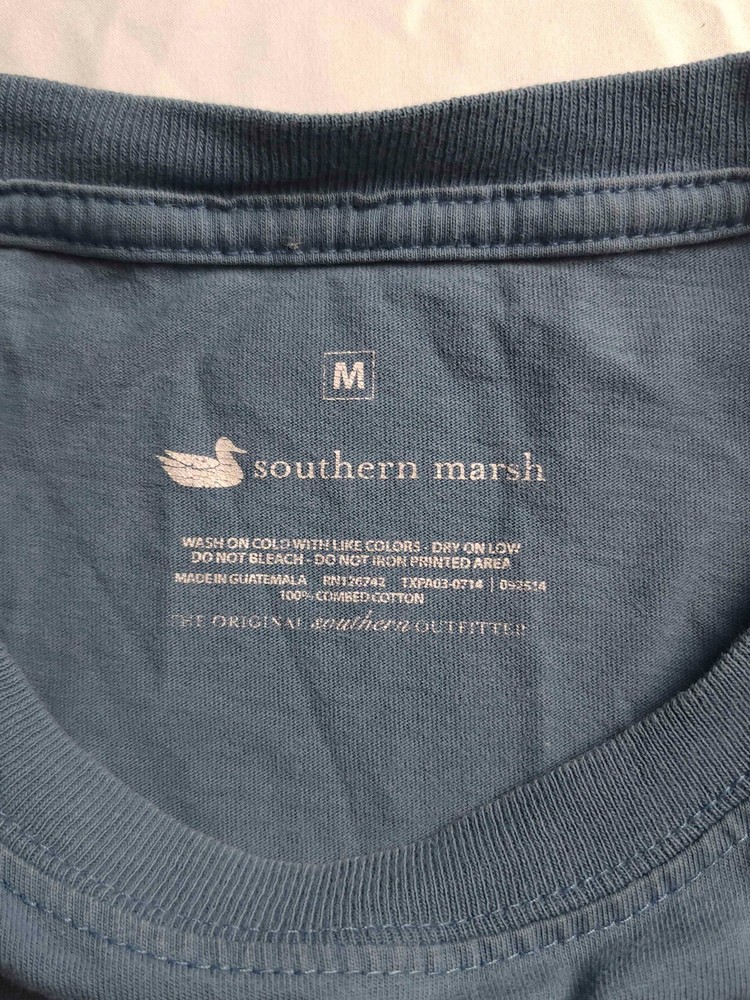 M
southern marsh
WASH ON COLD WITH LIKE COLORS - DRY ON LOW
DO NOT BLEACH - DO NOT IRON PRINTED AREA
MADE IN GUATEMALA RN126742 TXPA03-0714 | 092514
100% COMBED COTTON
THE ORIGINAL southern OUTFITTER